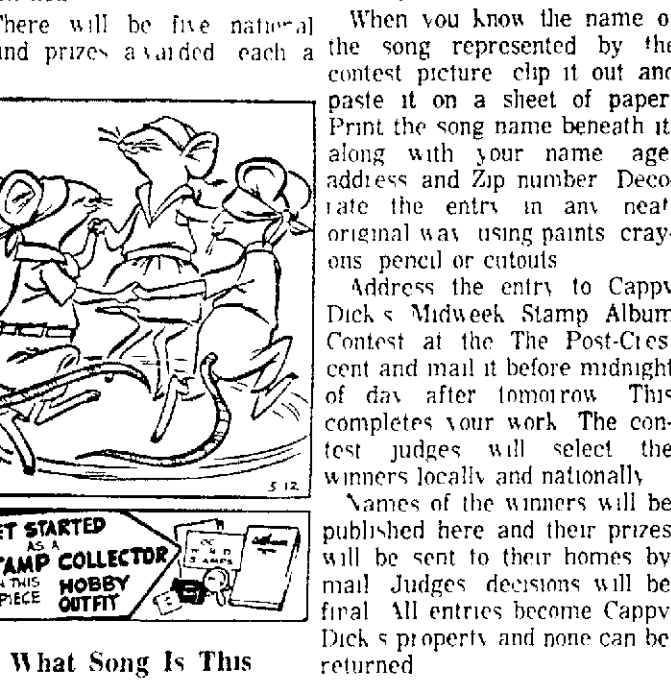 There will be five national
and prizes awarded each a
5 12
GET STARTED
AS A
STAMP COLLECTOR
THIS
PIECE HOBBY
OUTFIT
What Song Is This
When you know the name o
the song represented by the
contest picture clip it out and
paste it on a sheet of paper
Print the song name beneath it
along with your name age
address and Zip number Deco-
rate the entry in any neat
original way using paints cray-
ons pencil or cutouts
Address the entry to Cappy
Dick s Midweek Stamp Album
Contest at the The Post-Cres
cent and mail it before midnight
of day after tomorrow This
completes your work The con-
test judges will select the
winners locally and nationally
Names of the winners will be
published here and their prizes
will be sent to their homes by
mail Judges decisions will be
final All entries become Cappy
Dick s property and none can be
returned